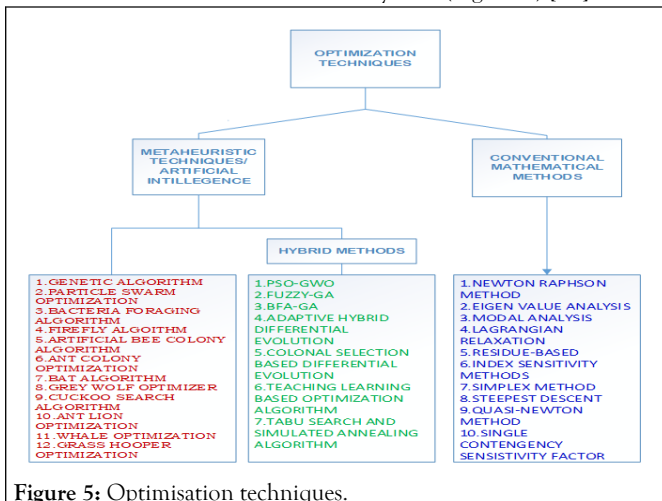 OPTIMIZATION
TECHNIQUES
METAHEURISTIC
TECHNIQUES/
ARTIFICIAL
INTILLEGENCE
CONVENTIONAL
MATHEMATICAL
METHODS
HYBRID METHODS
1.GENETIC ALGORITHM
2.PARTICLE SWARM
OPTIMIZATION
3.BACTERIA FORAGING
ALGORITHM
4.FIREFLY ALGOITHM
5.ARTIFICIAL BEE COLONY
ALGORITHM
6.ANT COLONY
OPTIMIZATION
7.BAT ALGORITHM
8.GREY WOLF OPTIMIZER
9.CUCKOO SEARCH
ALGORITHM
10.ANT LION
OPTIMIZATION
11.WHALE OPTIMIZATION
12.GRASS HOOPER
OPTIMIZATION
1.PSO-GWO
2.FUZZY-GA
3.BFA-GA
4.ADAPTIVE HYBRID
DIFFERENTIAL
EVOLUTION
5.COLONAL SELECTION
BASED DIFFERENTIAL
EVOLUTION
6.TEACHING LEARNING
BASED OPTIMIZATION
ALGORITHM
7.TABU SEARCH AND
SIMULATED ANNEALING
ALGORITHM
1.NEWTON RAPHSON
METHOD
2.EIGEN VALUE ANALYSIS
3.MODAL ANALYSIS
4.LAGRANGIAN
RELAXATION
5.RESIDUE-BASED
6.INDEX SENSITIVITY
METHODS
7.SIMPLEX METHOD
8.STEEPEST DESCENT
9.QUASI-NEWTON
METHOD
10.SINGLE
CONTENGENCY
SENSISTIVITY FACTOR
Figure 5: Optimisation techniques.